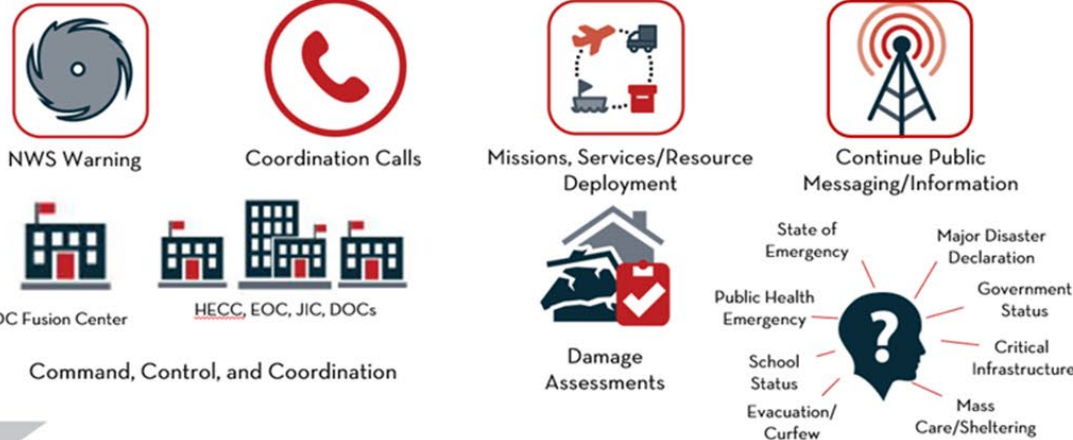 NWS Warning
Coordination Calls
Missions, Services/Resource
Deployment
Continue Public
Messaging/Information
Fusion Center
HECC, EOC, JIC, DOCs
Command, Control, and Coordination
Damage
Assessments
State of
Emergency
Major Disaster
Declaration
Public Health
Emergency
Government
Status
School
Status
Critical
Infrastructure
Evacuation/
Curfew
Mass
Care/Sheltering
?